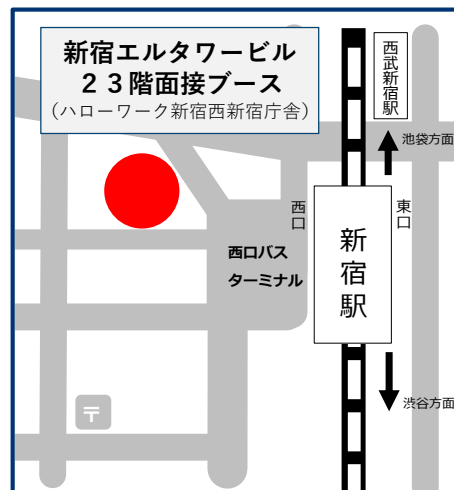 新宿エルタワービル
２３階面接ブース
（ハローワーク新宿西新宿庁舎）
西武新宿駅
池袋方面
西口
東口
新宿駅
西口バス
ターミナル
渋谷方面
〒